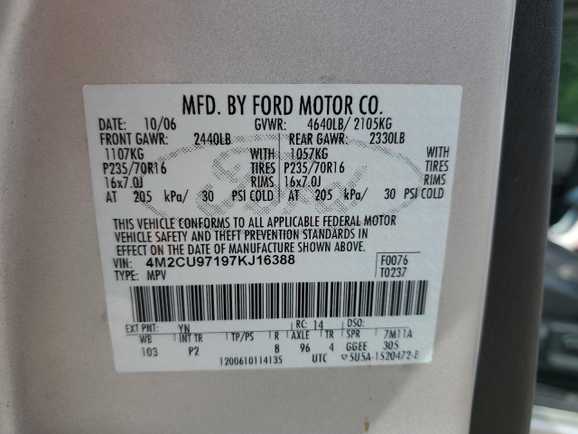 MFD. BY FORD MOTOR CO.
DATE: 10/06 GVWR: 4640LB/ 2105KG
FRONT GAWR: 2440LB REAR GAWR: 2330LB
1107KG WITH 1057KG WITH
P235/70R16 TIRES P235/70R16 TIRES
16x7.0J RIMS 16x7.0J RIMS
AT 205 kPa/ 30 PSI COLD AT 205 kPa/ 30 PSI COLD
THIS VEHICLE CONFORMS TO ALL APPLICABLE FEDERAL MOTOR
VEHICLE SAFETY AND THEFT PREVENTION STANDARDS IN
EFFECT ON THE DATE OF MANUFACTURE SHOWN ABOVE.
VIN: 4M2CU97197KJ16388 F0076
TYPE: MPV T0237
EXT PNT: YN RC: 14 DSO:
WB INT TR TP/PS R AXLE TR SPR 7M11A
103 P2 8 96 4 GGEE 305
1200610114135 UTC 5U5A-1520472-B
Ford